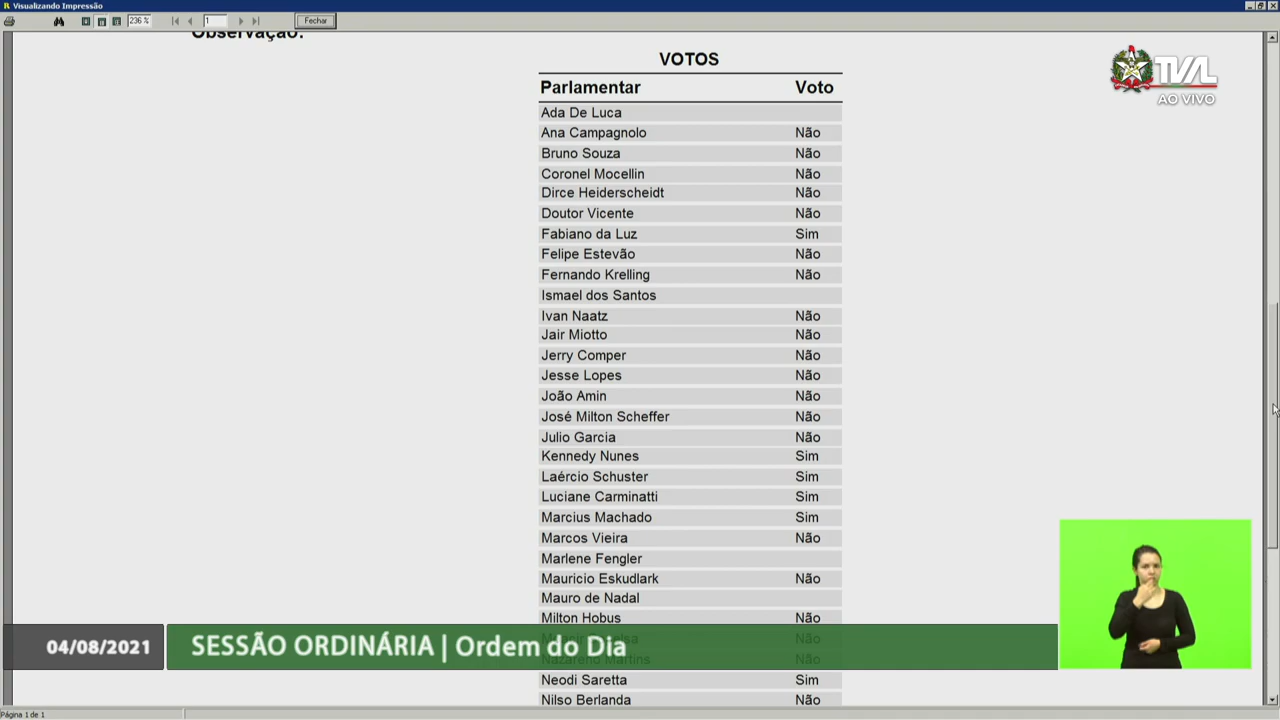 Visualizando Impressão
236 %
1
Fechar
Observação:
VOTOS
Parlamentar Voto
Ada De Luca
Ana Campagnolo Não
Bruno Souza Não
Coronel Mocellin Não
Dirce Heiderscheidt Não
Doutor Vicente Não
Fabiano da Luz Sim
Felipe Estevão Não
Fernando Krelling Não
Ismael dos Santos
Ivan Naatz Não
Jair Miotto Não
Jerry Comper Não
Jesse Lopes Não
João Amin Não
José Milton Scheffer Não
Julio Garcia Não
Kennedy Nunes Sim
Laércio Schuster Sim
Luciane Carminatti Sim
Marcius Machado Sim
Marcos Vieira Não
Marlene Fengler
Mauricio Eskudlark Não
Mauro de Nadal
Milton Hobus Não
Nazareno Martins Não
Neodi Saretta Sim
Nilso Berlanda Não
TVAL
AO VIVO
04/08/2021
SESSÃO ORDINÁRIA | Ordem do Dia
Página 1 de 1